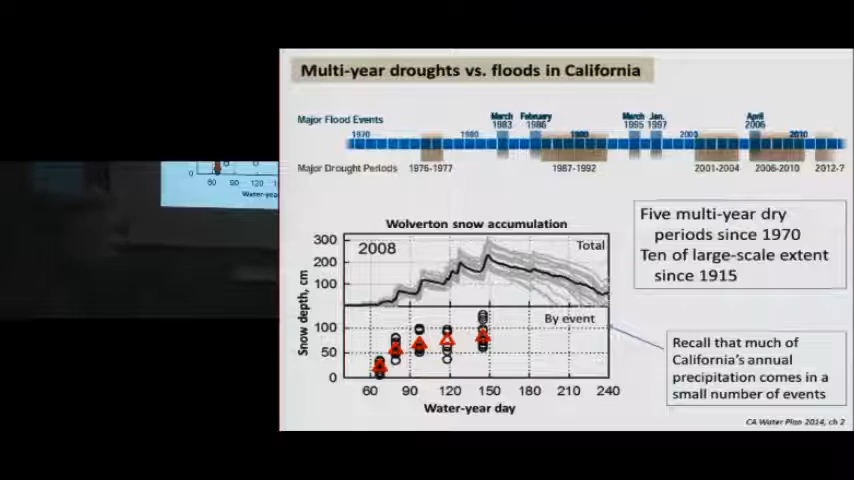 Multi-year droughts vs. floods in California
March February March Jan. April
Major Flood Events 1983 1986 1995 1997 2006
1970 1980 1990 2000 2010
Major Drought Periods 1976-1977 1987-1992 2001-2004 2006-2010 2012-?
Five multi-year dry
periods since 1970
Ten of large-scale extent
since 1915
Wolverton snow accumulation
300
2008 Total
200
100
Snow depth, cm
By event
100
50
0
60 90 120 150 180 210 240
Water-year day
Recall that much of
California's annual
precipitation comes in a
small number of events
CA Water Plan 2014, ch 2
0
60 90 120 1
Water-yea